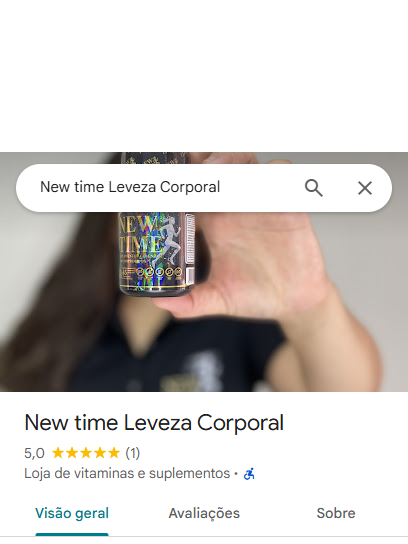 New time Leveza Corporal
NEW
TIME
New time Leveza Corporal
5,0 (1)
Loja de vitaminas e suplementos ·
Visão geral Avaliações Sobre